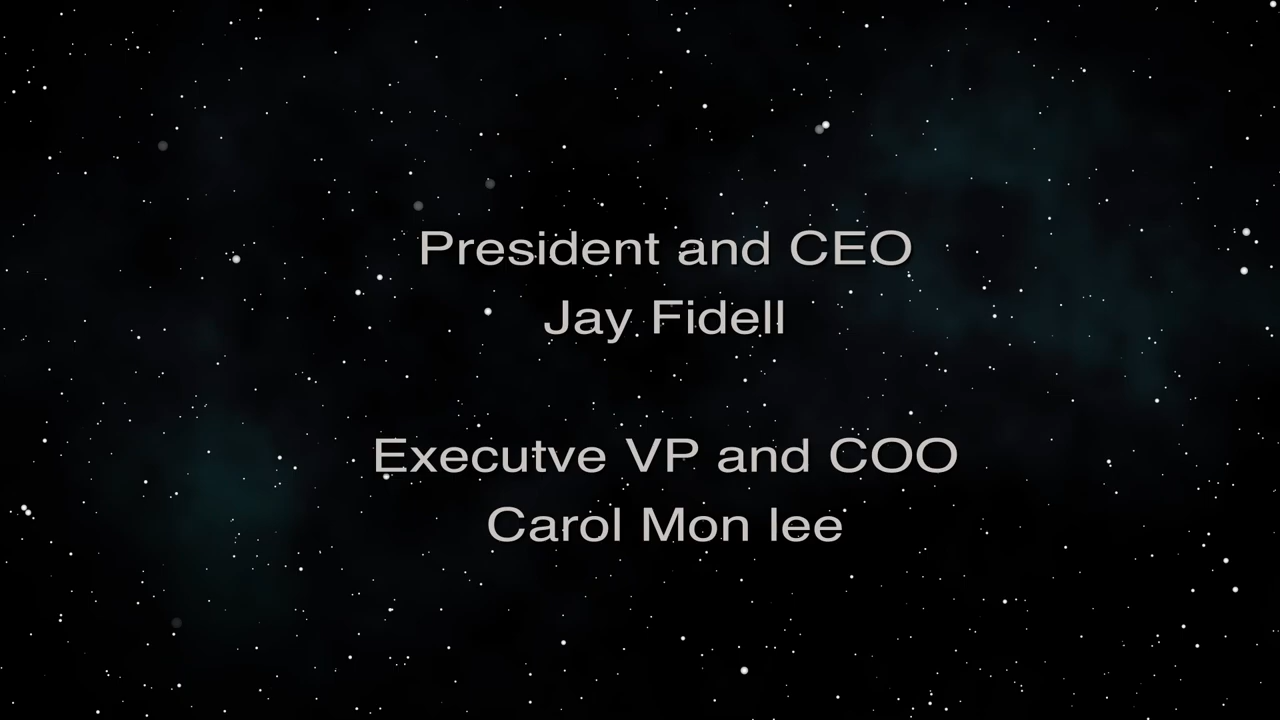 President and CEO
Jay Fidell
Executve VP and COO
Carol Mon lee